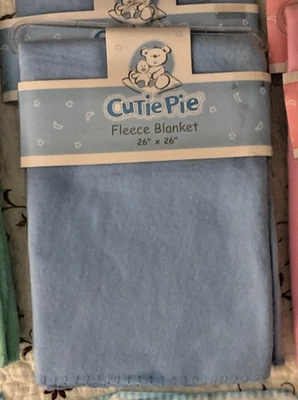 CUTIE PIE
Fleece Blanket
26" x 26"